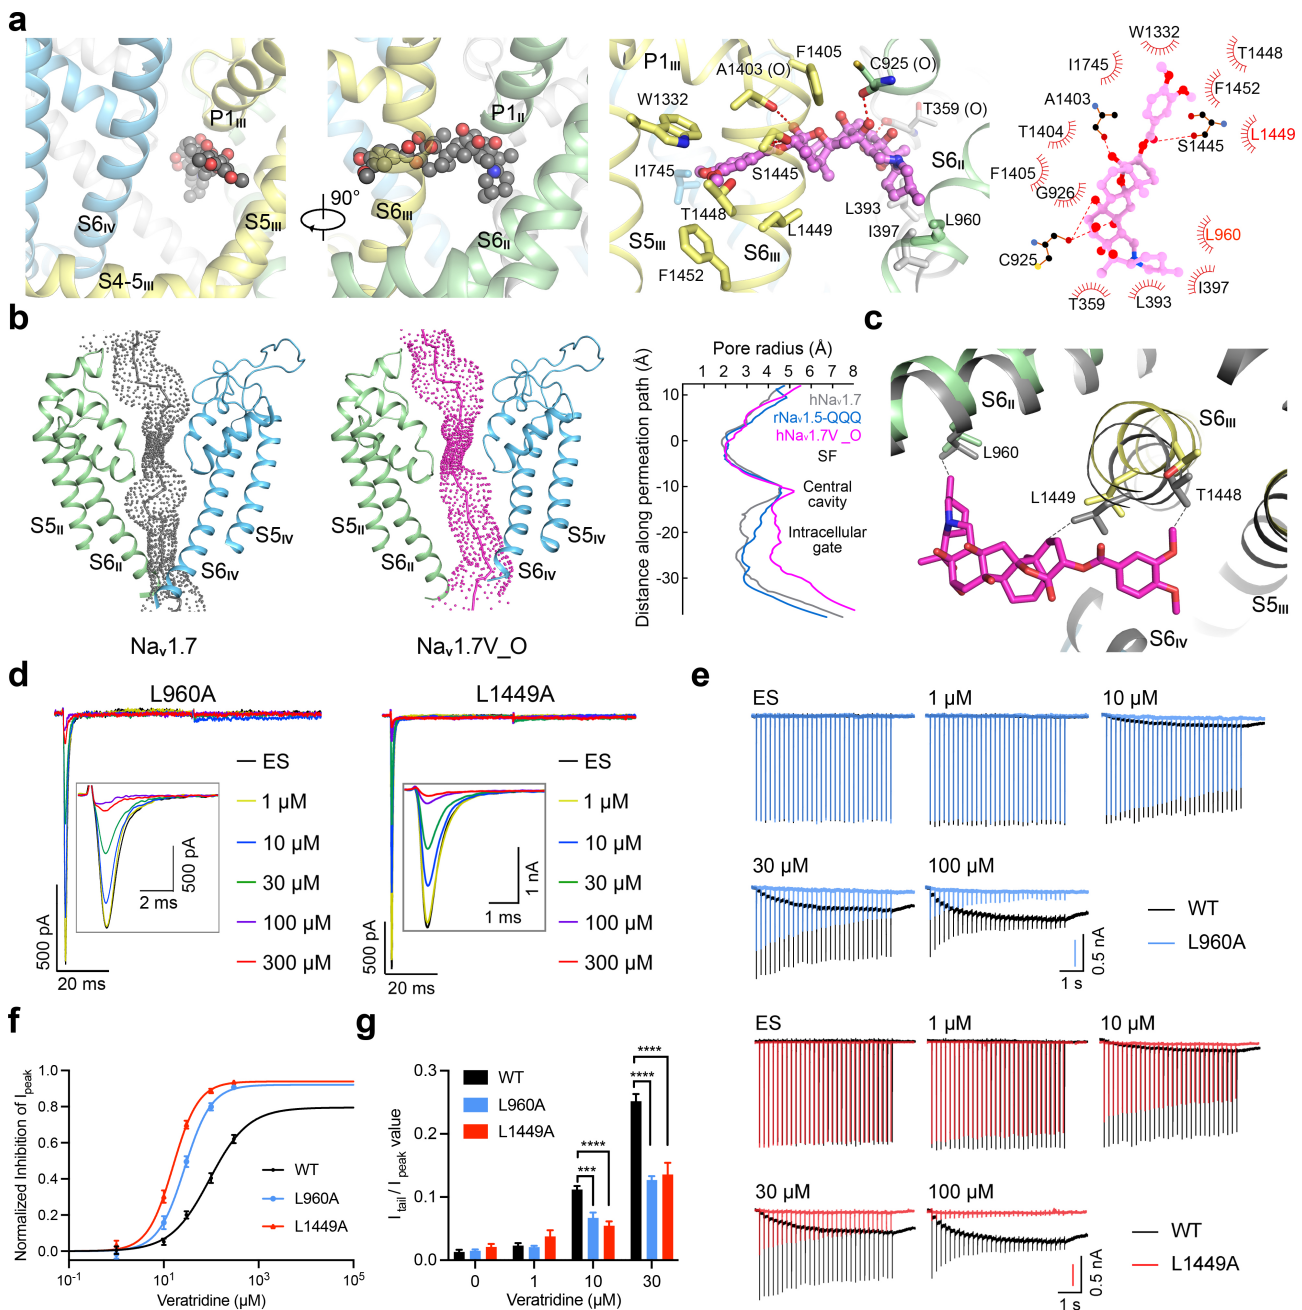 a
P1III
P1II
S6IV
S5III
S4-5III
90°
S6III
S6II
P1III
F1405
A1403 (O)
C925 (O)
W1332
T359 (O)
I1745
S1445
S6II
T1448
L393
L960
S5III
S6III
L1449
I397
F1452
W1332
I1745
T1448
A1403
F1452
T1404
L1449
S1445
F1405
G926
L960
C925
I397
T359
L393
b
S5II
S6II
S5IV
S6IV
Nav1.7
S5II
S6II
S5IV
S6IV
Nav1.7V_O
Pore radius (Å)
1 2 3 4 5 6 7 8
Distance along permeation path (Å)
10
0
-10
-20
-30
hNav1.7
rNav1.5-QQQ
hNav1.7V_O
SF
Central
cavity
Intracellular
gate
c
S6II
S6III
L960
L1449
T1448
S5III
S6IV
d
L960A
L1449A
ES
1 µM
10 µM
30 µM
100 µM
300 µM
500 pA
2 ms
500 pA
20 ms
ES
1 µM
10 µM
30 µM
100 µM
300 µM
1 nA
1 ms
500 pA
20 ms
e
ES
1 µM
10 µM
30 µM
100 µM
WT
L960A
0.5 nA
1 s
ES
1 µM
10 µM
30 µM
100 µM
WT
L1449A
0.5 nA
1 s
f
Normalized Inhibition of Ipeak
1.0
0.8
0.6
0.4
0.2
0.0
WT
L960A
L1449A
10-1 101 103 105
Veratridine (µM)
g
I tail / I peak value
0.3
0.2
0.1
0.0
WT
L960A
L1449A
****
***
****
****
0 1 10 30
Veratridine (µM)